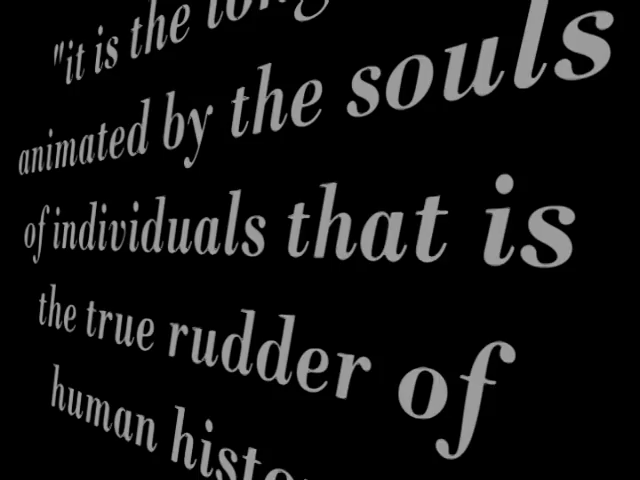 "it is the
animated by the souls
of individuals that is
the true rudder of
human